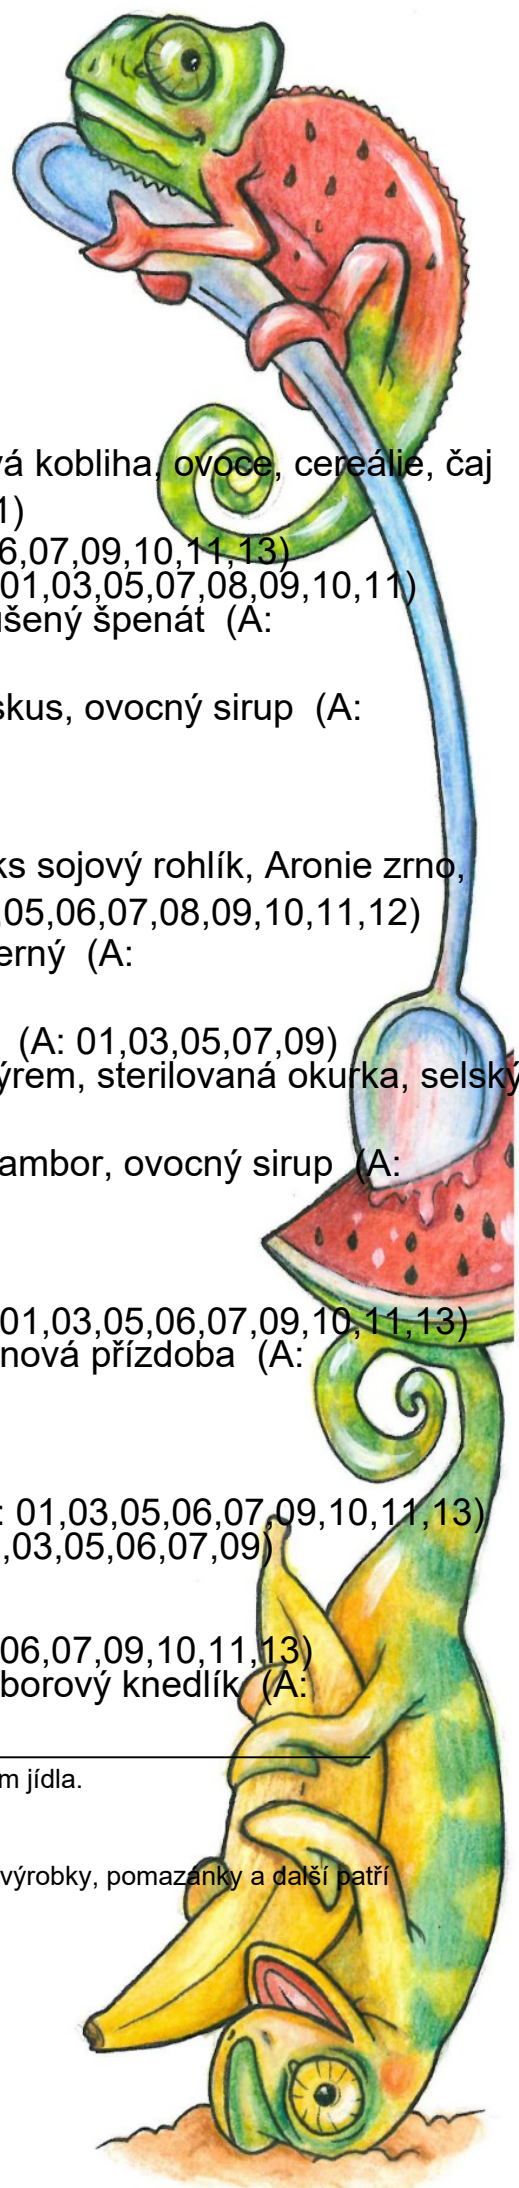 vá kobliha, ovoce, cereálie, čaj
1)
6,07,09,10,11,13)
01,03,05,07,08,09,10,11)
ušený špenát (A:
skus, ovocný sirup (A:
ks sojový rohlík, Aronie zrno,
,05,06,07,08,09,10,11,12)
erný (A:
(A: 01,03,05,07,09)
ýrem, sterilovaná okurka, selský
ambor, ovocný sirup (A:
01,03,05,06,07,09,10,11,13)
nová přízdoba (A:
: 01,03,05,06,07,09,10,11,13)
,03,05,06,07,09)
06,07,09,10,11,13)
borový knedlík (A:
m jídla.
výrobky, pomazánky a další patří